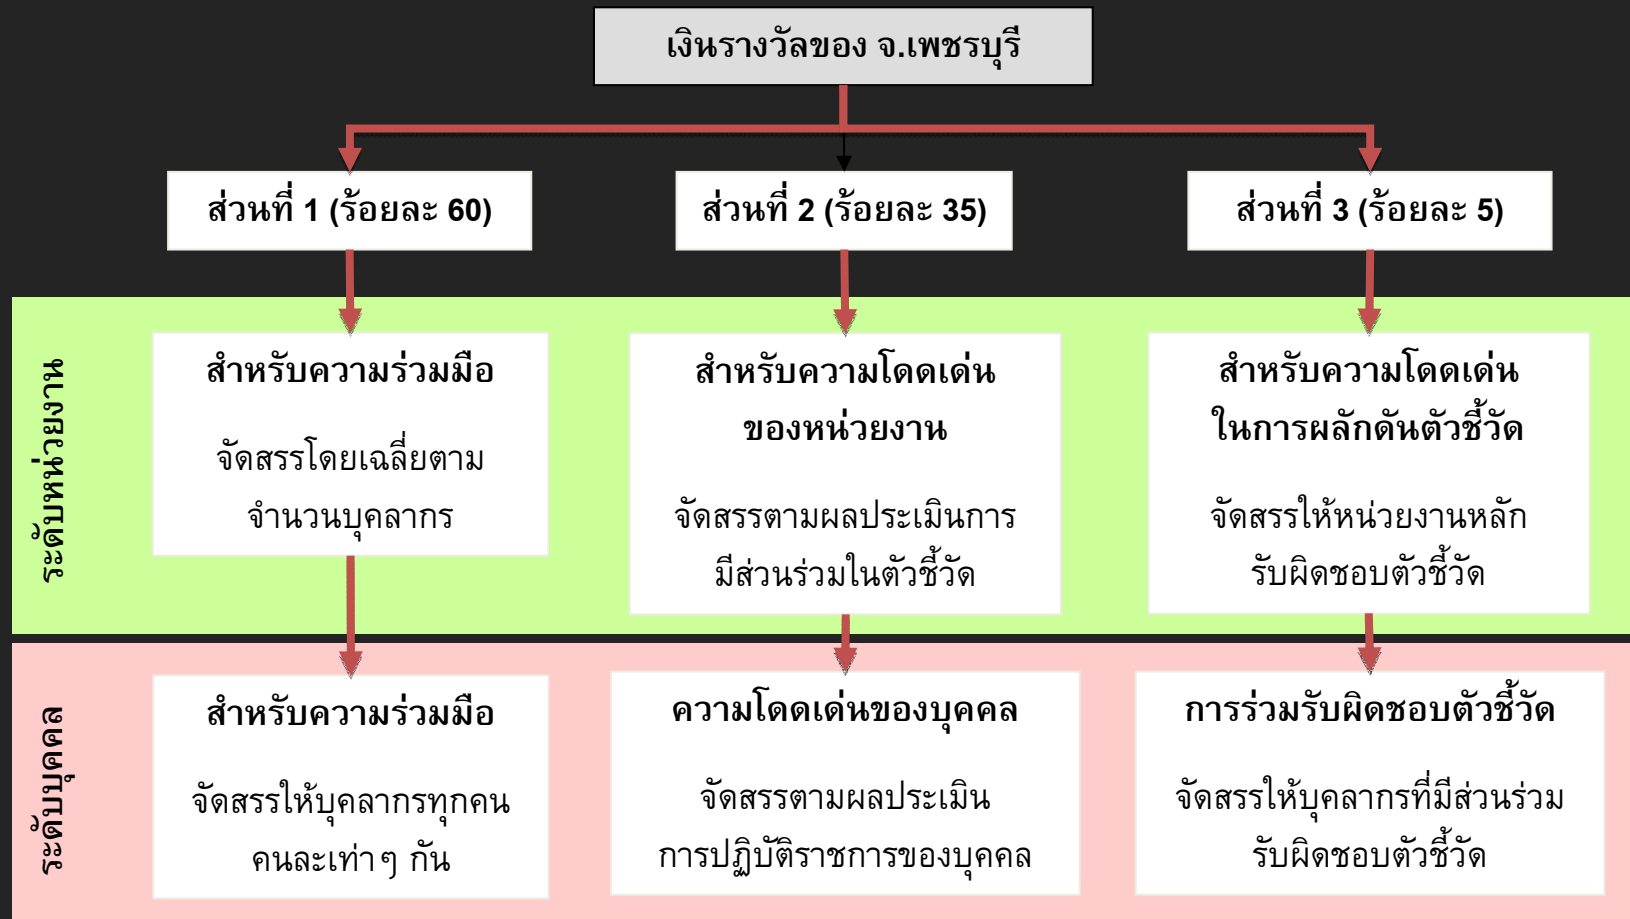 เงินรางวัลของ จ.เพชรบุรี
ส่วนที่ 1 (ร้อยละ 60)
ส่วนที่ 2 (ร้อยละ 35)
ส่วนที่ 3 (ร้อยละ 5)
ระดับหน่วยงาน
สำหรับความร่วมมือ
จัดสรรโดยเฉลี่ยตาม
จำนวนบุคลากร
สำหรับความโดดเด่น
ของหน่วยงาน
จัดสรรตามผลประเมินการ
มีส่วนร่วมในตัวชี้วัด
สำหรับความโดดเด่น
ในการผลักดันตัวชี้วัด
จัดสรรให้หน่วยงานหลัก
รับผิดชอบตัวชี้วัด
ระดับบุคคล
สำหรับความร่วมมือ
จัดสรรให้บุคลากรทุกคน
คนละเท่าๆ กัน
ความโดดเด่นของบุคคล
จัดสรรตามผลประเมิน
การปฏิบัติราชการของบุคคล
การร่วมรับผิดชอบตัวชี้วัด
จัดสรรให้บุคลากรที่มีส่วนร่วม
รับผิดชอบตัวชี้วัด